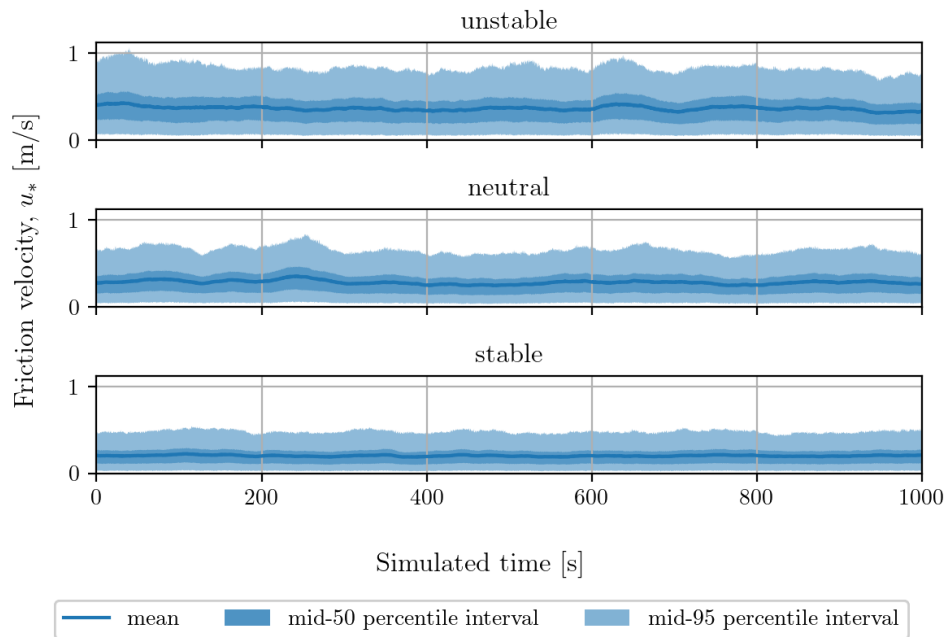 unstable
1
0
neutral
1
0
stable
1
0
0 200 400 600 800 1000
Friction velocity, u* [m/s]
Simulated time [s]
mean mid-50 percentile interval mid-95 percentile interval